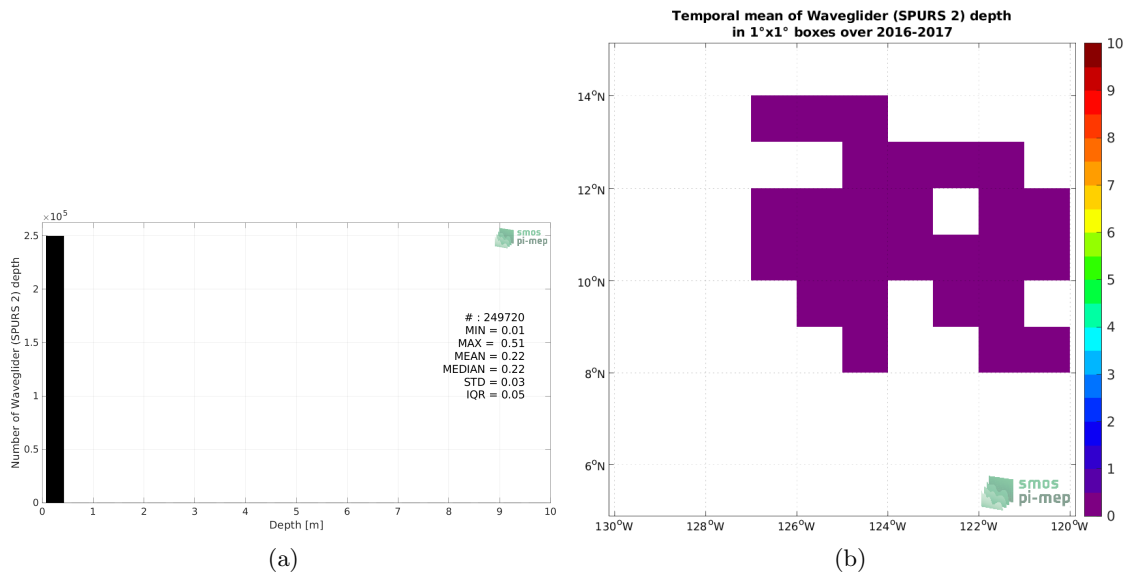 ×10⁵
2.5
2
1.5
1
0.5
0
Number of Waveglider (SPURS 2) depth
smos
pi-mep
# : 249720
MIN = 0.01
MAX = 0.51
MEAN = 0.22
MEDIAN = 0.22
STD = 0.03
IQR = 0.05
0 1 2 3 4 5 6 7 8 9 10
Depth [m]
(a)
Temporal mean of Waveglider (SPURS 2) depth
in 1°x1° boxes over 2016-2017
14°N
12°N
10°N
8°N
6°N
130°W 128°W 126°W 124°W 122°W 120°W
smos
pi-mep
10
9
8
7
6
5
4
3
2
1
0
(b)